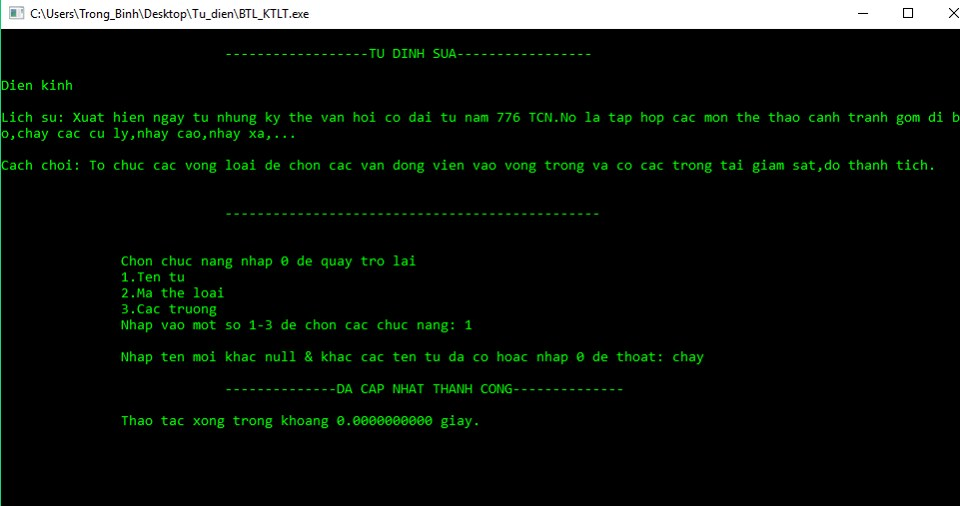 C:\Users\Trong_Binh\Desktop\Tu_dien\BTL_KTLT.exe
------------------TU DINH SUA-----------------
Dien kinh
Lich su: Xuat hien ngay tu nhung ky the van hoi co dai tu nam 776 TCN.No la tap hop cac mon the thao canh tranh gom di b
o,chay cac cu ly,nhay cao,nhay xa,...
Cach choi: To chuc cac vong loai de chon cac van dong vien vao vong trong va co cac trong tai giam sat,do thanh tich.
-----------------------------------------------
Chon chuc nang nhap 0 de quay tro lai
1.Ten tu
2.Ma the loai
3.Cac truong
Nhap vao mot so 1-3 de chon cac chuc nang: 1
Nhap ten moi khac null & khac cac ten tu da co hoac nhap 0 de thoat: chay
--------------DA CAP NHAT THANH CONG--------------
Thao tac xong trong khoang 0.0000000000 giay.